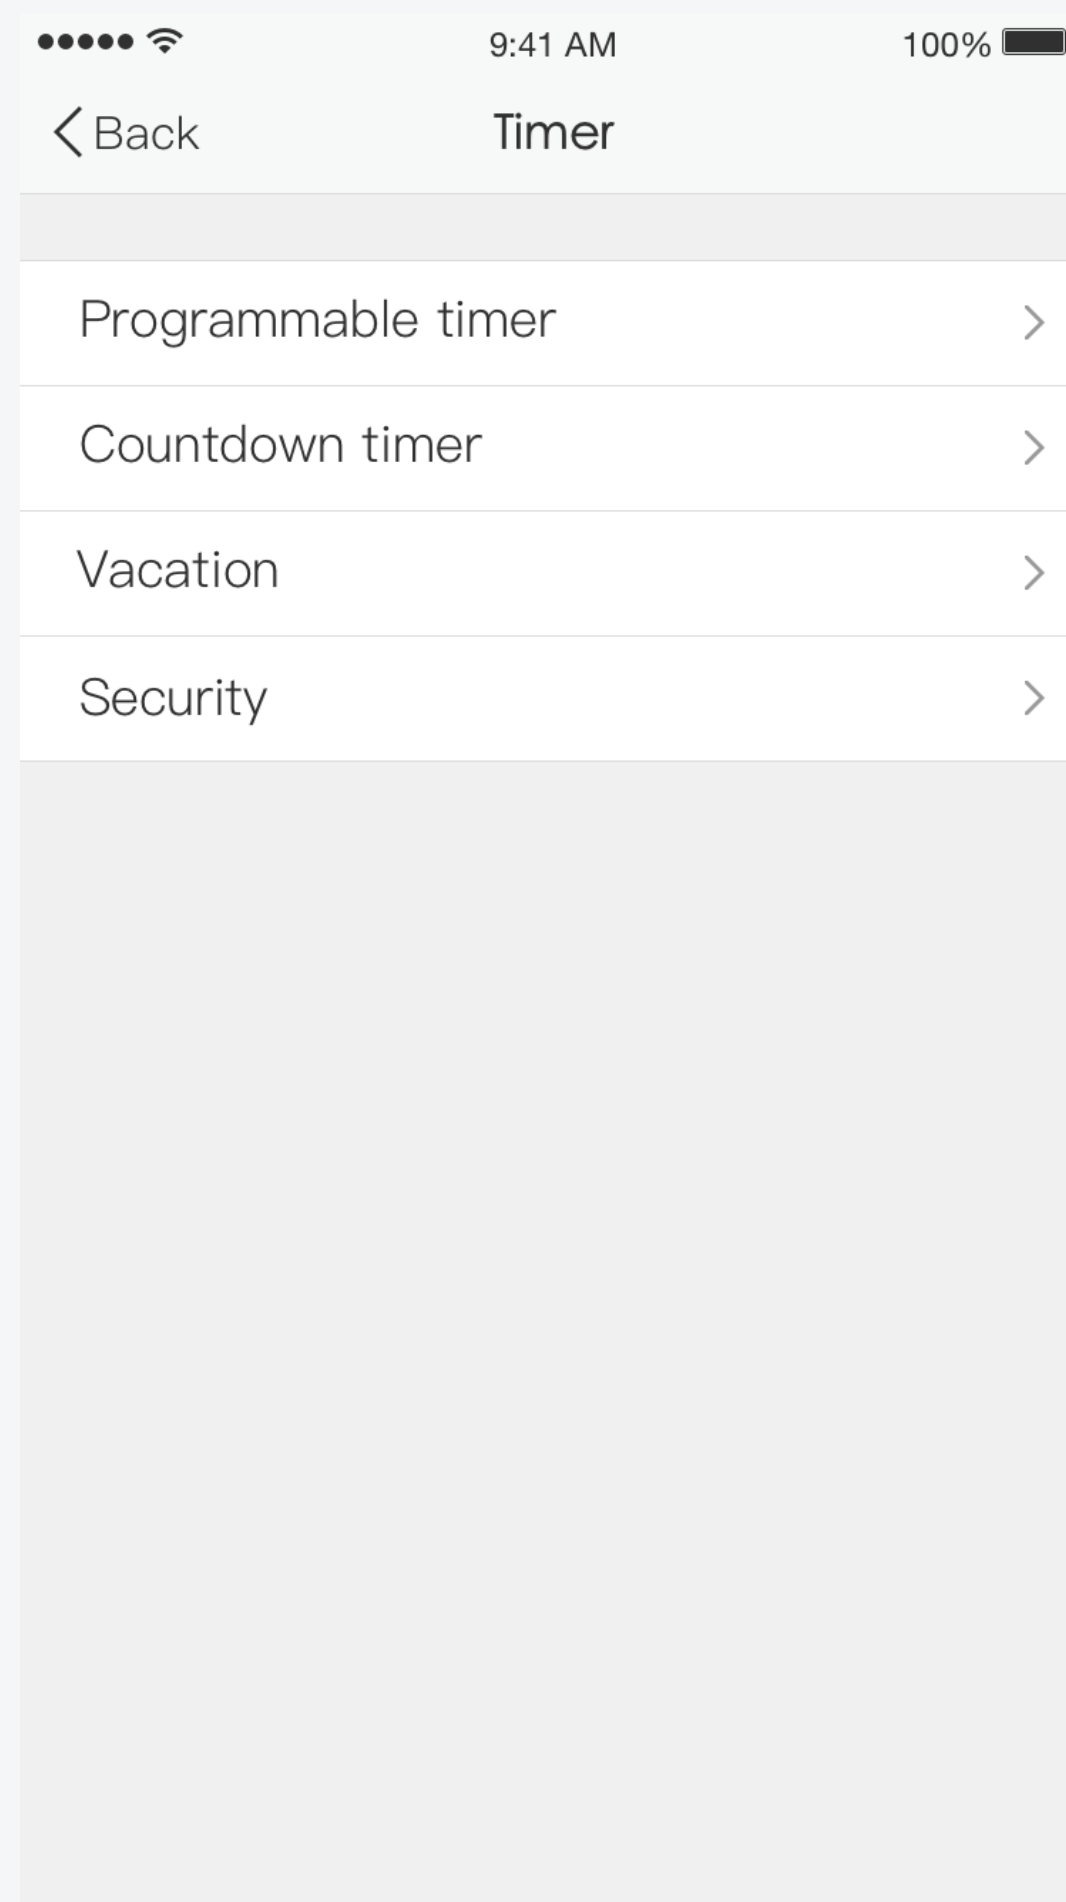 9:41 AM 100%
Back Timer
Programmable timer
Countdown timer
Vacation
Security